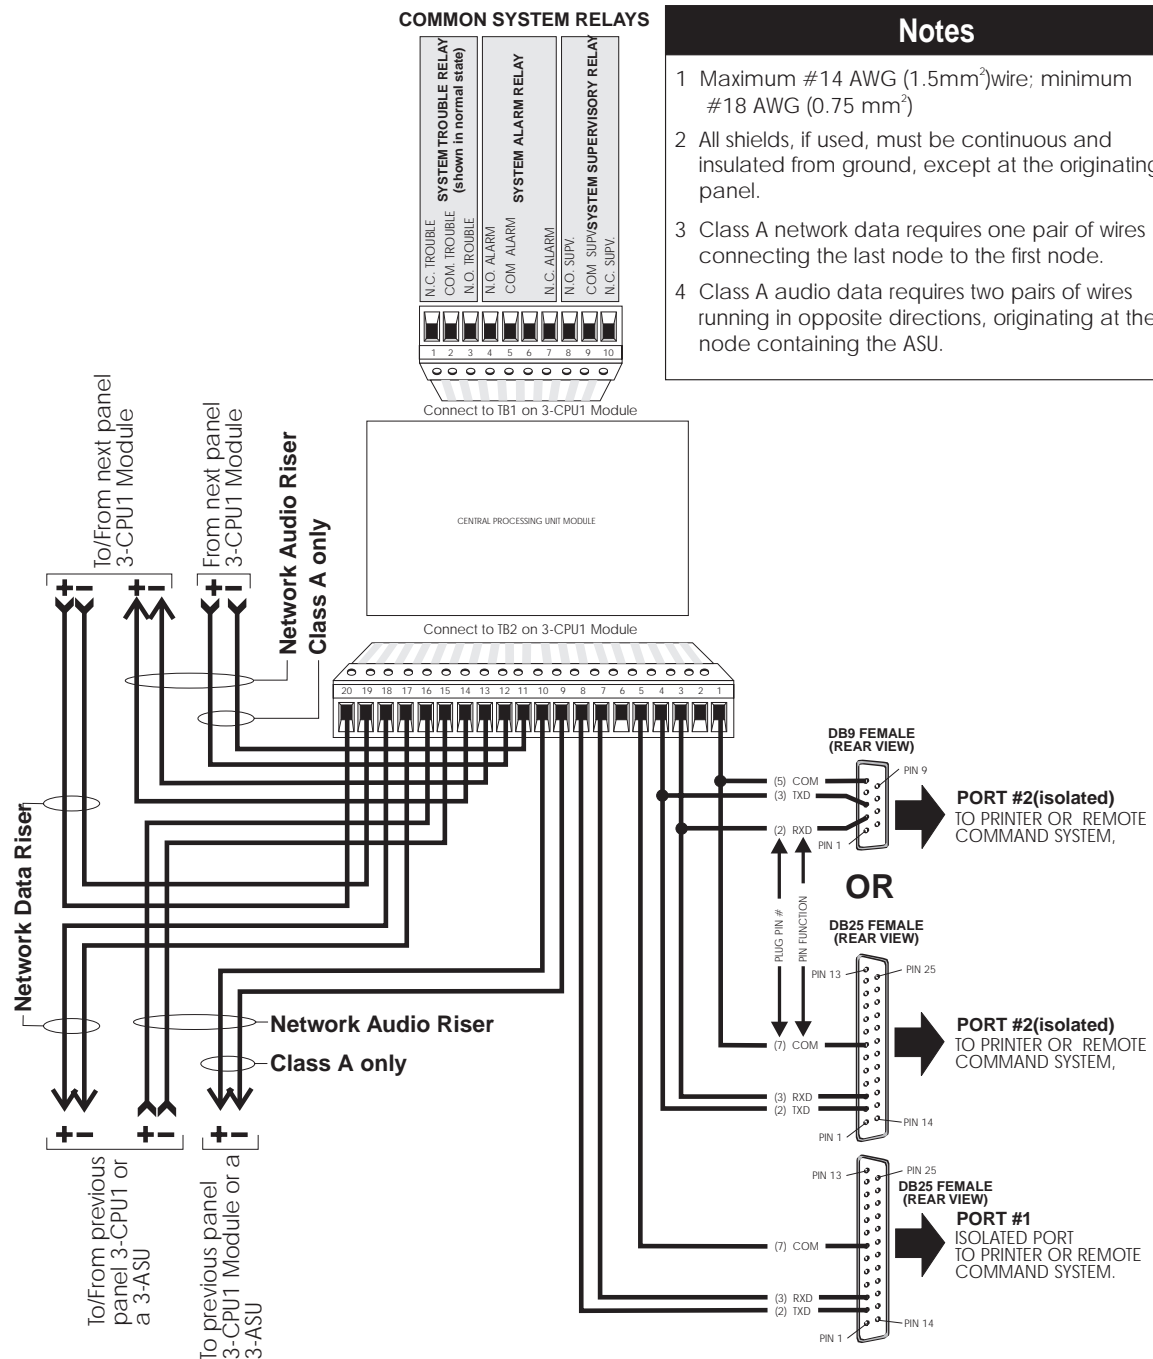 COMMON SYSTEM RELAYS
SYSTEM TROUBLE RELAY
(shown in normal state)
SYSTEM ALARM RELAY
SYSTEM SUPERVISORY RELAY
N.C. TROUBLE
COM. TROUBLE
N.O. TROUBLE
N.O. ALARM
COM ALARM
N.C. ALARM
N.O. SUPV.
COM SUPV.
N.C. SUPV.
1 2 3 4 5 6 7 8 9 10
Connect to TB1 on 3-CPU1 Module
Notes
1 Maximum #14 AWG (1.5mm²)wire; minimum
#18 AWG (0.75 mm²)
2 All shields, if used, must be continuous and
insulated from ground, except at the originating
panel.
3 Class A network data requires one pair of wires
connecting the last node to the first node.
4 Class A audio data requires two pairs of wires
running in opposite directions, originating at the
node containing the ASU.
CENTRAL PROCESSING UNIT MODULE
Connect to TB2 on 3-CPU1 Module
20 19 18 17 16 15 14 13 12 11 10 9 8 7 6 5 4 3 2 1
To/From next panel
3-CPU1 Module
From next panel
3-CPU1 Module
Network Audio Riser
Class A only
+ − + − + −
Network Data Riser
Network Audio Riser
Class A only
+ − + − + −
To/From previous
panel 3-CPU1 or
a 3-ASU
To previous panel
3-CPU1 Module or a
3-ASU
DB9 FEMALE
(REAR VIEW)
PIN 9
(5) COM
(3) TXD
(2) RXD
PIN 1
PORT #2(isolated)
TO PRINTER OR REMOTE
COMMAND SYSTEM,
OR
PLUG PIN #
PIN FUNCTION
DB25 FEMALE
(REAR VIEW)
PIN 13
PIN 25
(7) COM
(3) RXD
(2) TXD
PIN 1
PIN 14
PORT #2(isolated)
TO PRINTER OR REMOTE
COMMAND SYSTEM,
PIN 13
PIN 25
DB25 FEMALE
(REAR VIEW)
PORT #1
ISOLATED PORT
TO PRINTER OR REMOTE
COMMAND SYSTEM.
(7) COM
(3) RXD
(2) TXD
PIN 1
PIN 14